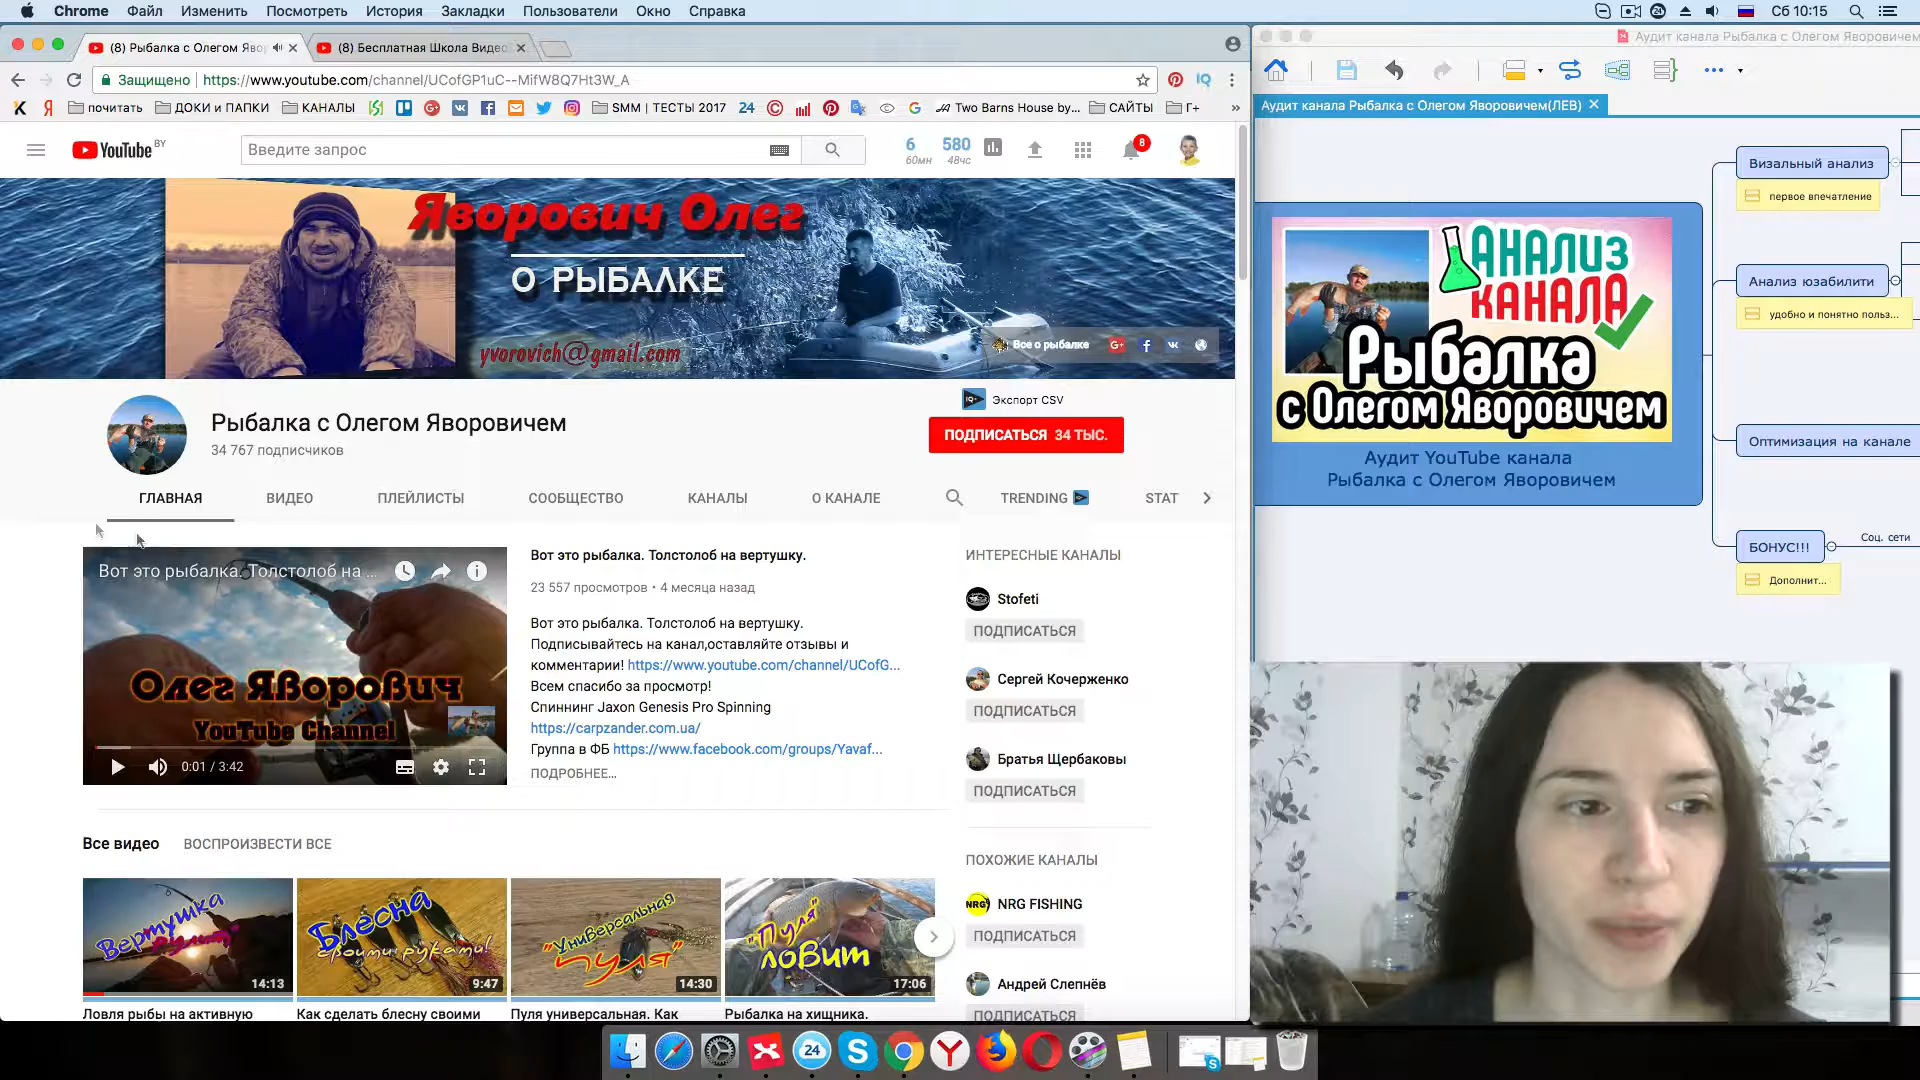 Chrome Файл Изменить Просмотреть История Закладки Пользователи Окно Справка
24 Сб 10:15
(8) Рыбалка с Олегом Яво
(8) Бесплатная Школа Видео
Защищено https://www.youtube.com/channel/UCofGP1uC--MifW8Q7Ht3W_A
почитать ДОКИ и ПАПКИ КАНАЛЫ SMM | ТЕСТЫ 2017 24 Two Barns House by... САЙТЫ Г+ »
YouTube BY
Введите запрос
6 580 8
60мн 48чс
Яворович Олег
О РЫБАЛКЕ
yvorovich@gmail.com
Все о рыбалке
Рыбалка с Олегом Яворовичем
34 767 подписчиков
Экспорт CSV
ПОДПИСАТЬСЯ 34 ТЫС.
ГЛАВНАЯ ВИДЕО ПЛЕЙЛИСТЫ СООБЩЕСТВО КАНАЛЫ О КАНАЛЕ TRENDING STAT
Вот это рыбалка. Толстолоб на ...
Олег Яворович
YouTube Channel
0:01 / 3:42
Вот это рыбалка. Толстолоб на вертушку.
23 557 просмотров • 4 месяца назад
Вот это рыбалка. Толстолоб на вертушку.
Подписывайтесь на канал,оставляйте отзывы и
комментарии! https://www.youtube.com/channel/UCofG...
Всем спасибо за просмотр!
Спиннинг Jaxon Genesis Pro Spinning
https://carpzander.com.ua/
Группа в ФБ https://www.facebook.com/groups/Yavaf...
ПОДРОБНЕЕ...
ИНТЕРЕСНЫЕ КАНАЛЫ
Stofeti
ПОДПИСАТЬСЯ
Сергей Кочерженко
ПОДПИСАТЬСЯ
Братья Щербаковы
ПОДПИСАТЬСЯ
ПОХОЖИЕ КАНАЛЫ
NRG FISHING
ПОДПИСАТЬСЯ
Андрей Слепнёв
ПОДПИСАТЬСЯ
Все видео ВОСПРОИЗВЕСТИ ВСЕ
Вертушка
рулит
14:13
Блесна
своими руками!
9:47
"Универсальная
пуля"
14:30
"Пуля"
ловит
17:06
Ловля рыбы на активную
Как сделать блесну своими
Пуля универсальная. Как
Рыбалка на хищника.
Аудит канала Рыбалка с Олегом Яворовичем
Аудит канала Рыбалка с Олегом Яворовичем(ЛЕВ)
АНАЛИЗ
КАНАЛА
Рыбалка
с Олегом Яворовичем
Аудит YouTube канала
Рыбалка с Олегом Яворовичем
Визальный анализ
первое впечатление
Анализ юзабилити
удобно и понятно польз...
Оптимизация на канале
БОНУС!!!
Соц. сети
Дополнит...
24